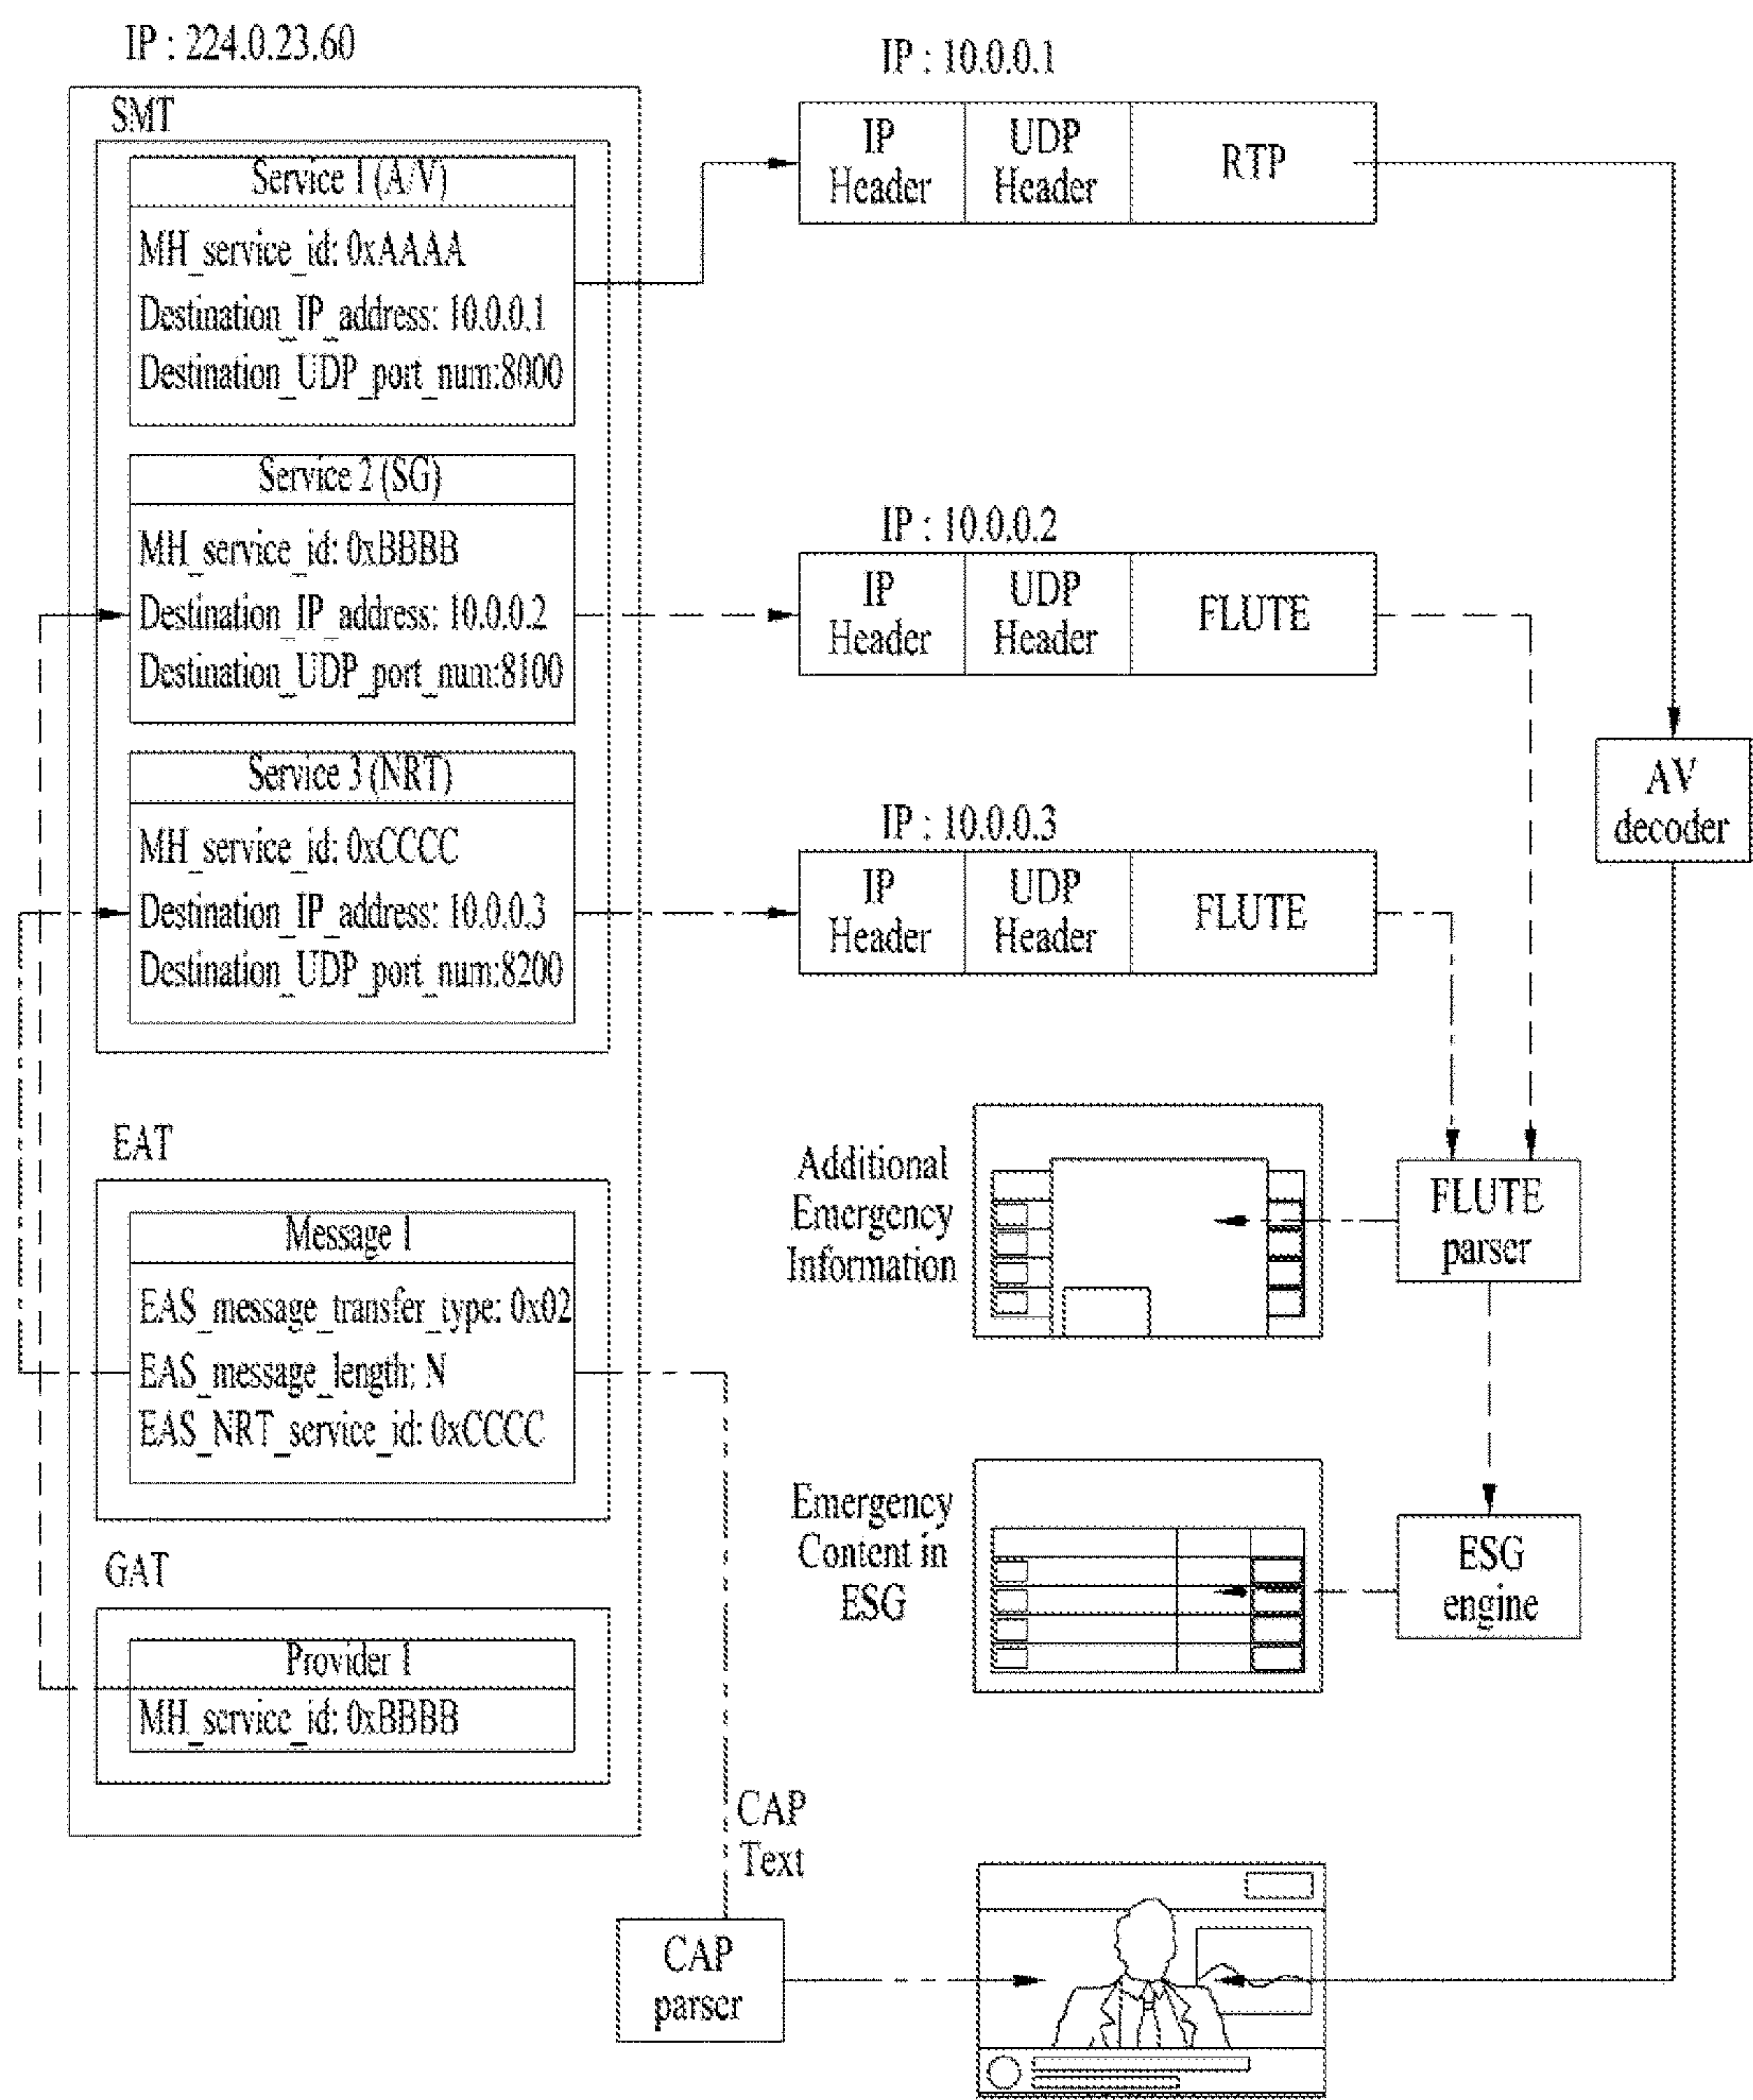 IP : 224.0.23.60
SMT
Service 1 (A/V)
MH_service_id: 0xAAAA
Destination_IP_address: 10.0.0.1
Destination_UDP_port_num:8000
Service 2 (SG)
MH_service_id: 0xBBBB
Destination_IP_address: 10.0.0.2
Destination_UDP_port_num:8100
Service 3 (NRT)
MH_service_id: 0xCCCC
Destination_IP_address: 10.0.0.3
Destination_UDP_port_num:8200
EAT
Message 1
EAS_message_transfer_type: 0x02
EAS_message_length: N
EAS_NRT_service_id: 0xCCCC
GAT
Provider 1
MH_service_id: 0xBBBB
IP : 10.0.0.1
IP
Header
UDP
Header
RTP
IP : 10.0.0.2
IP
Header
UDP
Header
FLUTE
IP : 10.0.0.3
IP
Header
UDP
Header
FLUTE
AV
decoder
Additional
Emergency
Information
FLUTE
parser
Emergency
Content in
ESG
ESG
engine
CAP
Text
CAP
parser